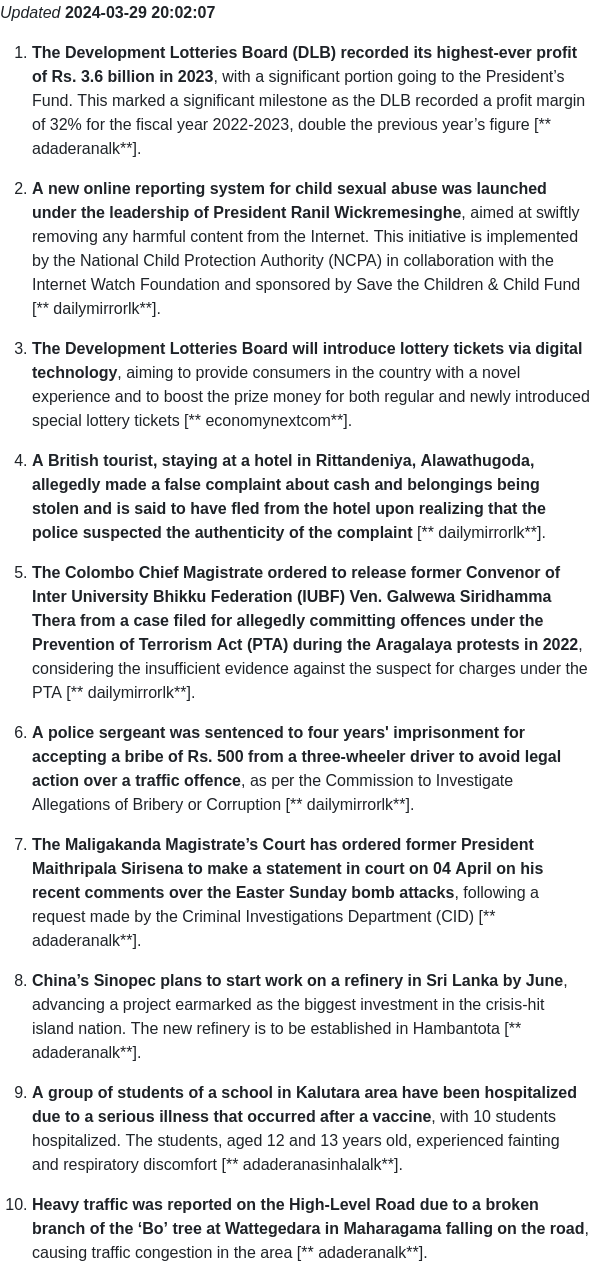 Updated 2024-03-29 20:02:07
1. The Development Lotteries Board (DLB) recorded its highest-ever profit
of Rs. 3.6 billion in 2023, with a significant portion going to the President’s
Fund. This marked a significant milestone as the DLB recorded a profit margin
of 32% for the fiscal year 2022-2023, double the previous year’s figure [**
adaderanalk**].
2. A new online reporting system for child sexual abuse was launched
under the leadership of President Ranil Wickremesinghe, aimed at swiftly
removing any harmful content from the Internet. This initiative is implemented
by the National Child Protection Authority (NCPA) in collaboration with the
Internet Watch Foundation and sponsored by Save the Children & Child Fund
[** dailymirrorlk**].
3. The Development Lotteries Board will introduce lottery tickets via digital
technology, aiming to provide consumers in the country with a novel
experience and to boost the prize money for both regular and newly introduced
special lottery tickets [** economynextcom**].
4. A British tourist, staying at a hotel in Rittandeniya, Alawathugoda,
allegedly made a false complaint about cash and belongings being
stolen and is said to have fled from the hotel upon realizing that the
police suspected the authenticity of the complaint [** dailymirrorlk**].
5. The Colombo Chief Magistrate ordered to release former Convenor of
Inter University Bhikku Federation (IUBF) Ven. Galwewa Siridhamma
Thera from a case filed for allegedly committing offences under the
Prevention of Terrorism Act (PTA) during the Aragalaya protests in 2022,
considering the insufficient evidence against the suspect for charges under the
PTA [** dailymirrorlk**].
6. A police sergeant was sentenced to four years' imprisonment for
accepting a bribe of Rs. 500 from a three-wheeler driver to avoid legal
action over a traffic offence, as per the Commission to Investigate
Allegations of Bribery or Corruption [** dailymirrorlk**].
7. The Maligakanda Magistrate’s Court has ordered former President
Maithripala Sirisena to make a statement in court on 04 April on his
recent comments over the Easter Sunday bomb attacks, following a
request made by the Criminal Investigations Department (CID) [**
adaderanalk**].
8. China’s Sinopec plans to start work on a refinery in Sri Lanka by June,
advancing a project earmarked as the biggest investment in the crisis-hit
island nation. The new refinery is to be established in Hambantota [**
adaderanalk**].
9. A group of students of a school in Kalutara area have been hospitalized
due to a serious illness that occurred after a vaccine, with 10 students
hospitalized. The students, aged 12 and 13 years old, experienced fainting
and respiratory discomfort [** adaderanasinhalalk**].
10. Heavy traffic was reported on the High-Level Road due to a broken
branch of the ‘Bo’ tree at Wattegedara in Maharagama falling on the road,
causing traffic congestion in the area [** adaderanalk**].